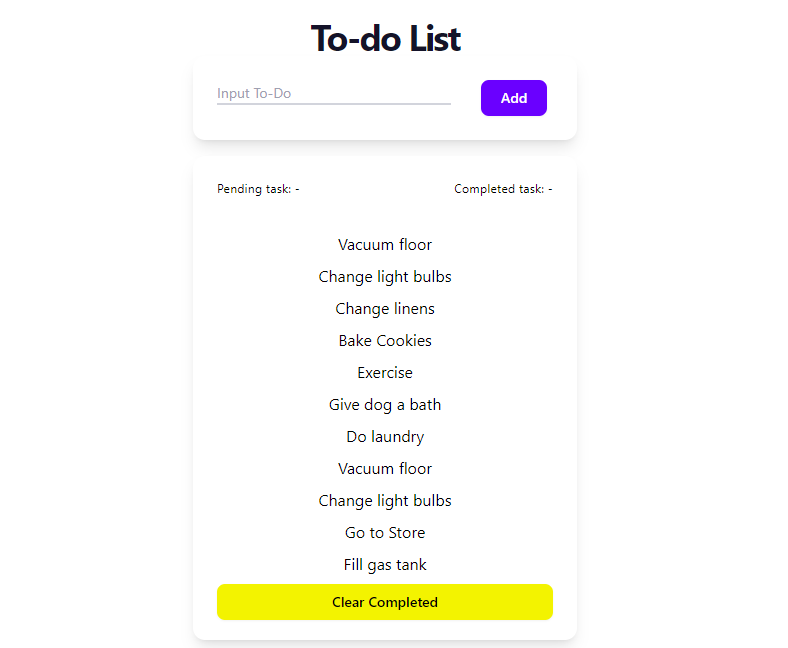 To-do List
Input To-Do
Add
Pending task: -
Completed task: -
Vacuum floor
Change light bulbs
Change linens
Bake Cookies
Exercise
Give dog a bath
Do laundry
Vacuum floor
Change light bulbs
Go to Store
Fill gas tank
Clear Completed